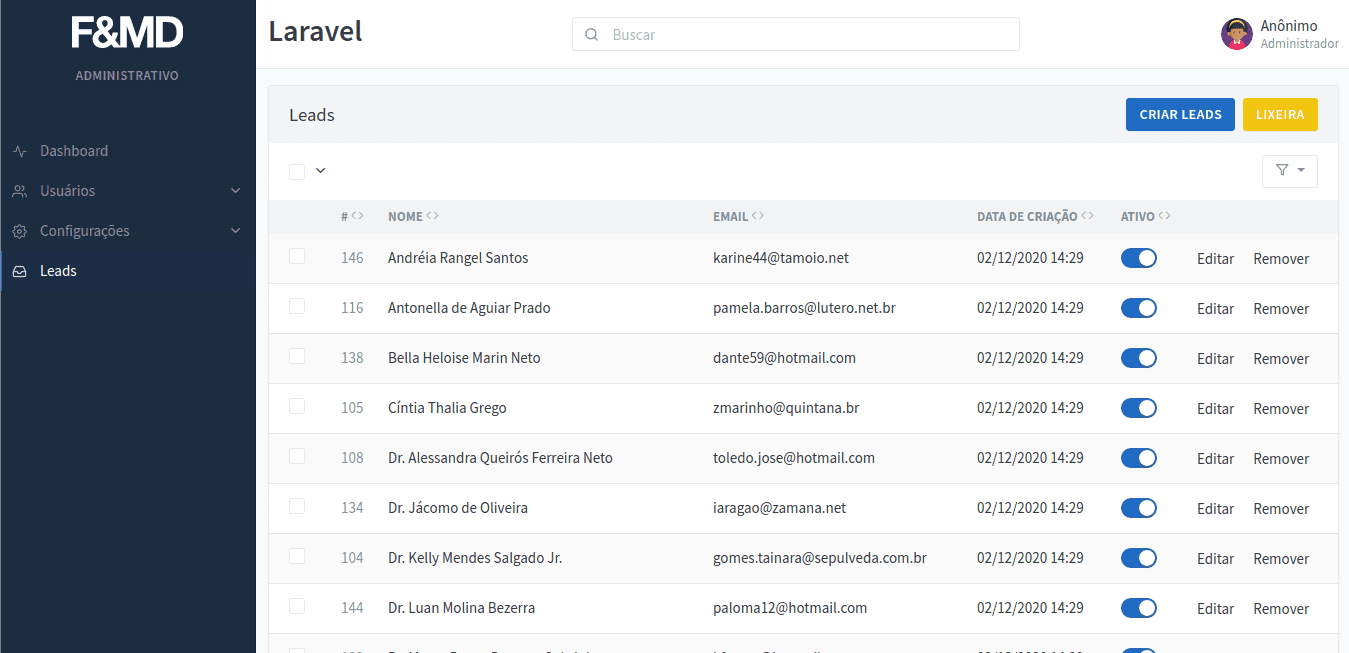 F&MD
ADMINISTRATIVO
Dashboard
Usuários
Configurações
Leads
Laravel
Buscar
Anônimo
Administrador
Leads
CRIAR LEADS LIXEIRA
# NOME EMAIL DATA DE CRIAÇÃO ATIVO
146 Andréia Rangel Santos karine44@tamoio.net 02/12/2020 14:29 Editar Remover
116 Antonella de Aguiar Prado pamela.barros@lutero.net.br 02/12/2020 14:29 Editar Remover
138 Bella Heloise Marin Neto dante59@hotmail.com 02/12/2020 14:29 Editar Remover
105 Cíntia Thalia Grego zmarinho@quintana.br 02/12/2020 14:29 Editar Remover
108 Dr. Alessandra Queirós Ferreira Neto toledo.jose@hotmail.com 02/12/2020 14:29 Editar Remover
134 Dr. Jácomo de Oliveira iaragao@zamana.net 02/12/2020 14:29 Editar Remover
104 Dr. Kelly Mendes Salgado Jr. gomes.tainara@sepulveda.com.br 02/12/2020 14:29 Editar Remover
144 Dr. Luan Molina Bezerra paloma12@hotmail.com 02/12/2020 14:29 Editar Remover